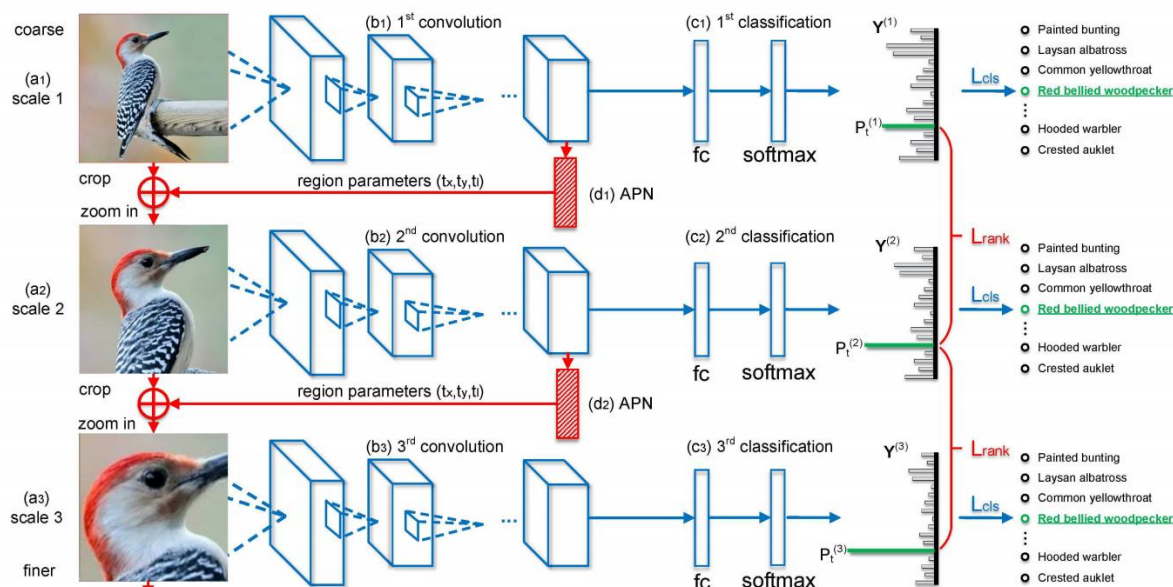 coarse
(a1)
scale 1
(b1) 1st convolution
(c1) 1st classification
...
fc
softmax
Y(1)
Pt(1)
Lcls
Painted bunting
Laysan albatross
Common yellowthroat
Red bellied woodpecker
Hooded warbler
Crested auklet
crop
zoom in
region parameters (tx,ty,tl)
(d1) APN
Lrank
(a2)
scale 2
(b2) 2nd convolution
(c2) 2nd classification
...
fc
softmax
Y(2)
Pt(2)
Lcls
Painted bunting
Laysan albatross
Common yellowthroat
Red bellied woodpecker
Hooded warbler
Crested auklet
crop
zoom in
region parameters (tx,ty,tl)
(d2) APN
Lrank
(a3)
scale 3
finer
(b3) 3rd convolution
(c3) 3rd classification
...
fc
softmax
Y(3)
Pt(3)
Lcls
Painted bunting
Laysan albatross
Common yellowthroat
Red bellied woodpecker
Hooded warbler
Crested auklet